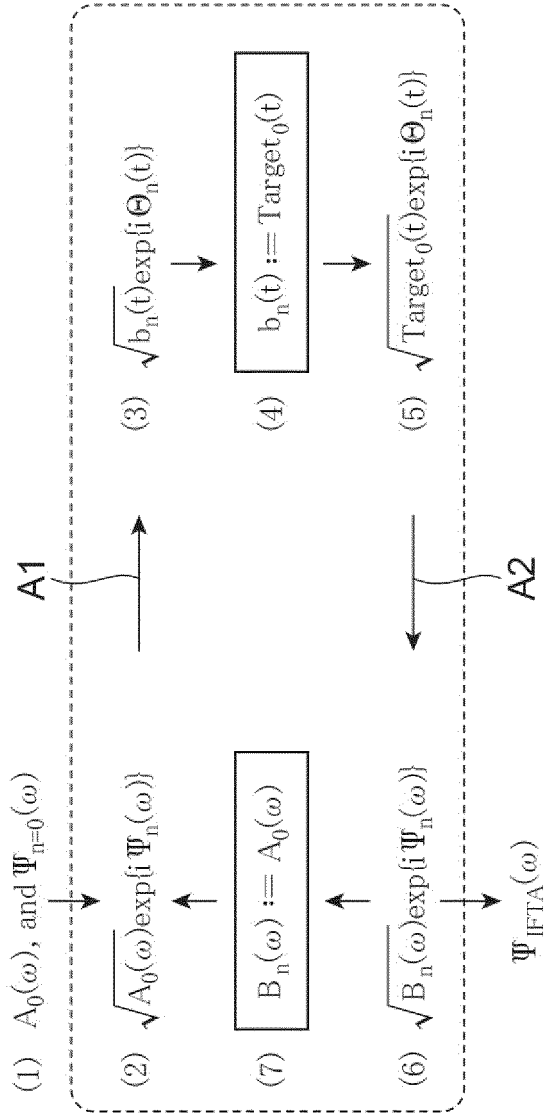 (1) A₀(ω), and Ψₙ₌₀(ω)
A1
(2) √A₀(ω)exp{iΨₙ(ω)}
(3) √bₙ(t)exp{iΘₙ(t)}
(7) Bₙ(ω) := A₀(ω)
(4) bₙ(t) := Target₀(t)
(6) √Bₙ(ω)exp{iΨₙ(ω)}
(5) √Target₀(t)exp{iΘₙ(t)}
A2
Ψ_IFTA(ω)